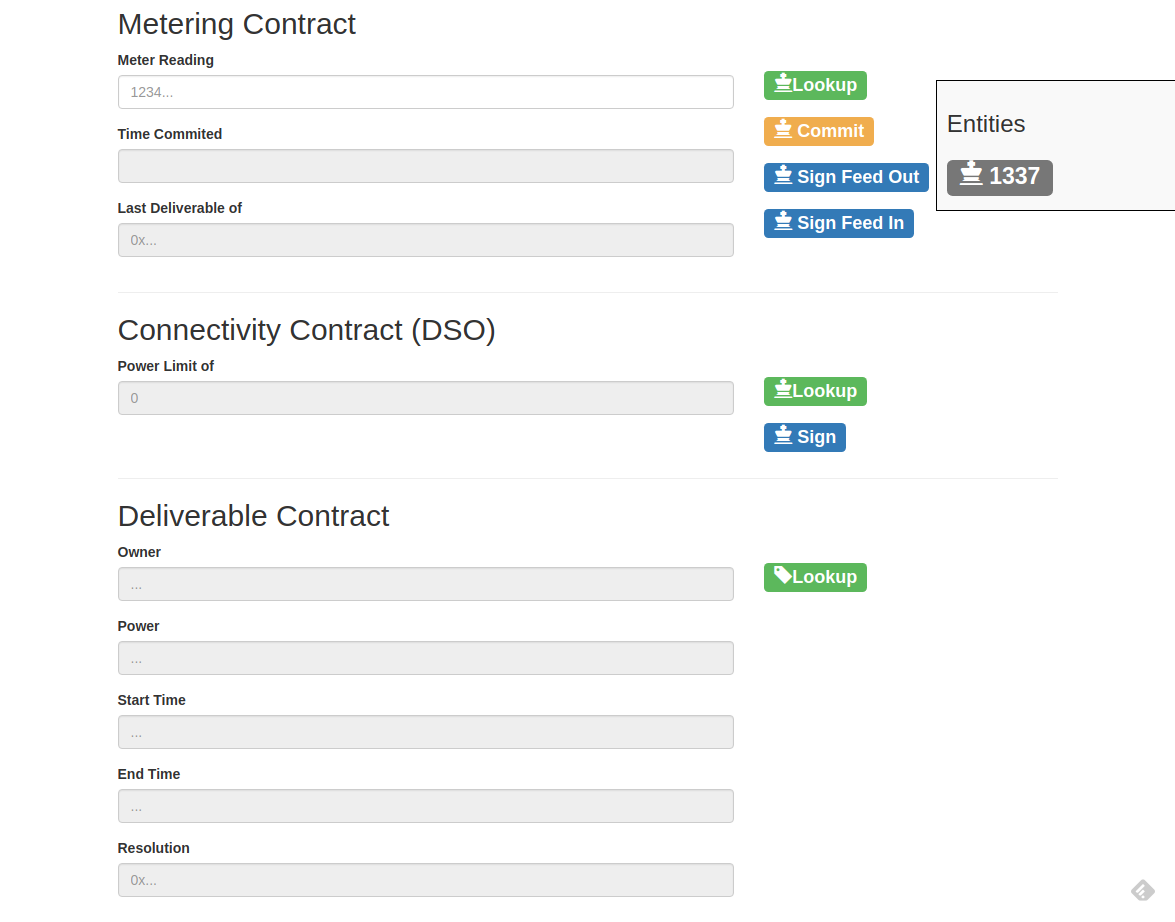 Metering Contract
Meter Reading
1234...
Time Commited
Last Deliverable of
0x...
Lookup
Commit
Sign Feed Out
Sign Feed In
Entities
1337
Connectivity Contract (DSO)
Power Limit of
0
Lookup
Sign
Deliverable Contract
Owner
...
Lookup
Power
...
Start Time
...
End Time
...
Resolution
0x...